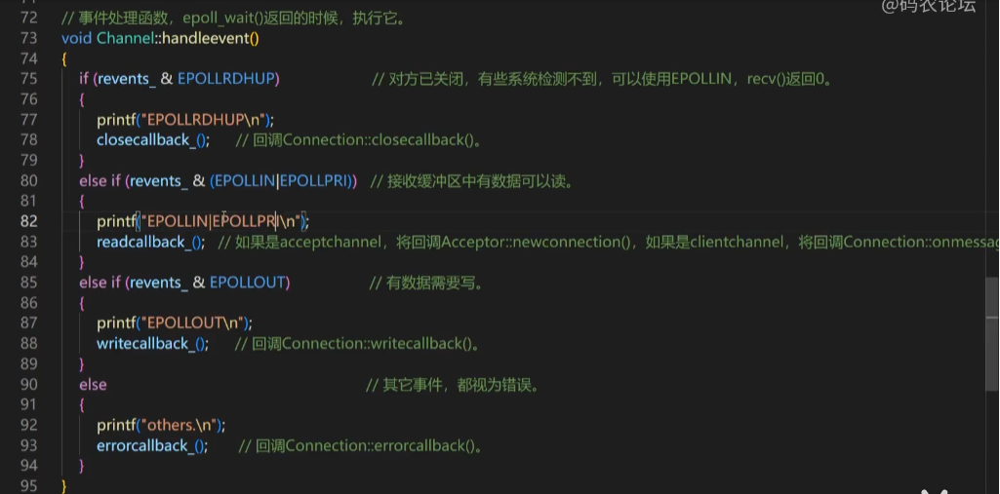 @码农论坛
72 // 事件处理函数，epoll_wait()返回的时候，执行它。
73 void Channel::handleevent()
74 {
75 if (revents_ & EPOLLRDHUP) // 对方已关闭，有些系统检测不到，可以使用EPOLLIN，recv()返回0。
76 {
77 printf("EPOLLRDHUP\n");
78 closecallback_(); // 回调Connection::closecallback()。
79 }
80 else if (revents_ & (EPOLLIN|EPOLLPRI)) // 接收缓冲区中有数据可以读。
81 {
82 printf("EPOLLIN|EPOLLPRI\n");
83 readcallback_(); // 如果是acceptchannel，将回调Acceptor::newconnection()，如果是clientchannel，将回调Connection::onmessag
84 }
85 else if (revents_ & EPOLLOUT) // 有数据需要写。
86 {
87 printf("EPOLLOUT\n");
88 writecallback_(); // 回调Connection::writecallback()。
89 }
90 else // 其它事件，都视为错误。
91 {
92 printf("others.\n");
93 errorcallback_(); // 回调Connection::errorcallback()。
94 }
95 }